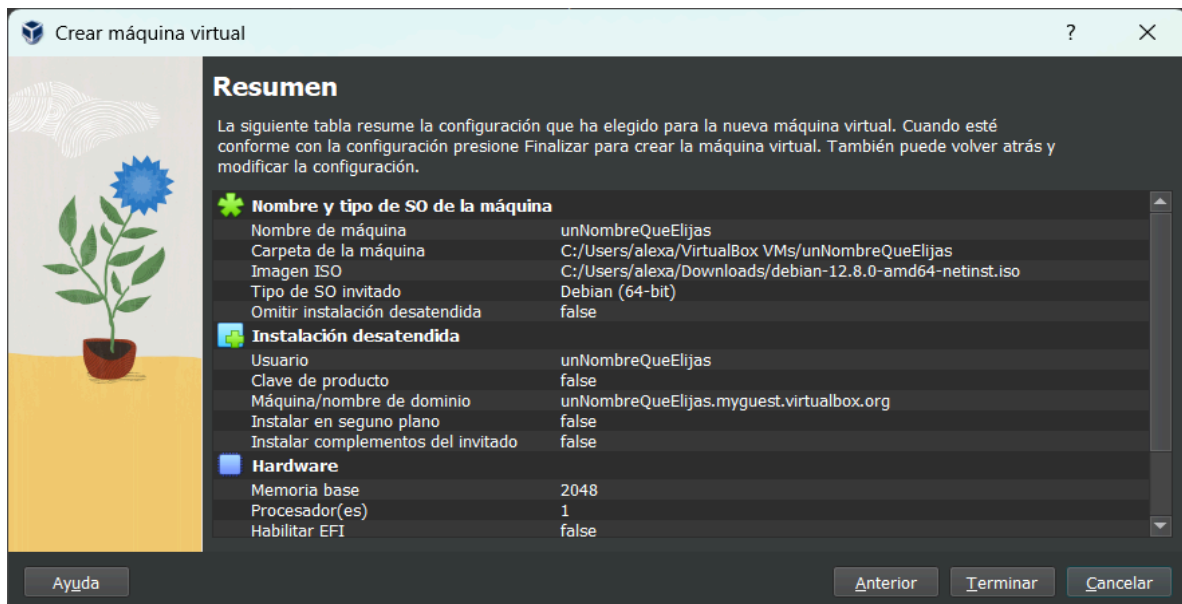 Crear máquina virtual
?
Resumen
La siguiente tabla resume la configuración que ha elegido para la nueva máquina virtual. Cuando esté
conforme con la configuración presione Finalizar para crear la máquina virtual. También puede volver atrás y
modificar la configuración.
Nombre y tipo de SO de la máquina
Nombre de máquina unNombreQueElijas
Carpeta de la máquina C:/Users/alexa/VirtualBox VMs/unNombreQueElijas
Imagen ISO C:/Users/alexa/Downloads/debian-12.8.0-amd64-netinst.iso
Tipo de SO invitado Debian (64-bit)
Omitir instalación desatendida false
Instalación desatendida
Usuario unNombreQueElijas
Clave de producto false
Máquina/nombre de dominio unNombreQueElijas.myguest.virtualbox.org
Instalar en seguno plano false
Instalar complementos del invitado false
Hardware
Memoria base 2048
Procesador(es) 1
Habilitar EFI false
Ayuda Anterior Terminar Cancelar